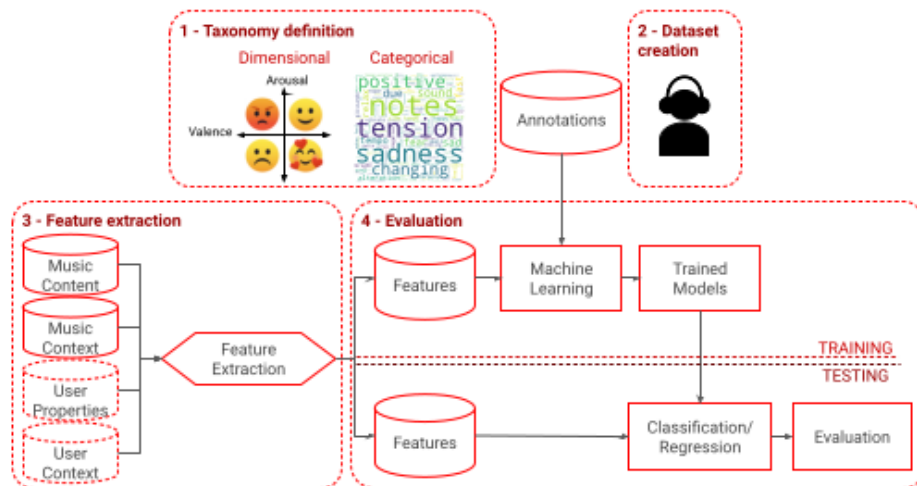 1 - Taxonomy definition
Dimensional
Categorical
Arousal
Valence
positive
due
sound
notes
tension
sadness
changing
Annotations
2 - Dataset
creation
3 - Feature extraction
Music
Content
Music
Context
User
Properties
User
Context
Feature
Extraction
4 - Evaluation
Features
Machine
Learning
Trained
Models
TRAINING
TESTING
Features
Classification/
Regression
Evaluation